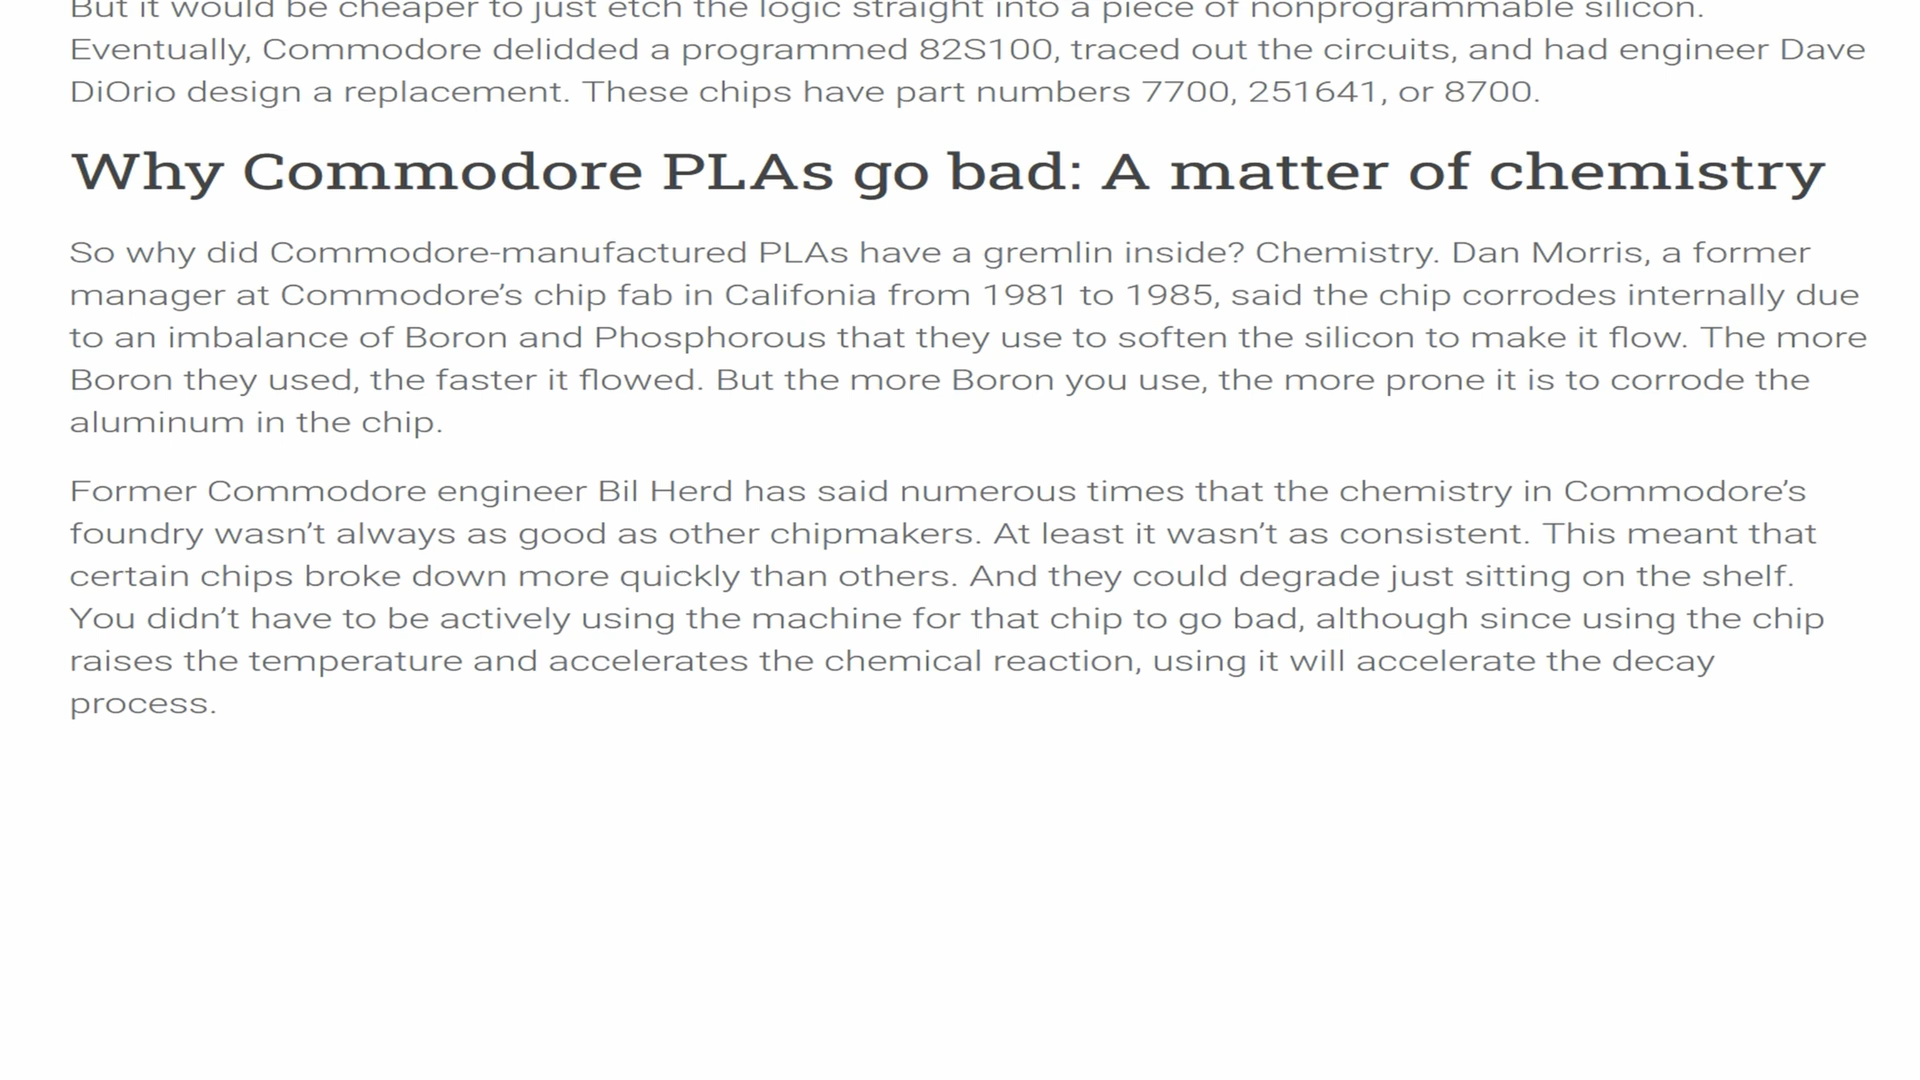 But it would be cheaper to just etch the logic straight into a piece of nonprogrammable silicon.
Eventually, Commodore delidded a programmed 82S100, traced out the circuits, and had engineer Dave
DiOrio design a replacement. These chips have part numbers 7700, 251641, or 8700.
Why Commodore PLAs go bad: A matter of chemistry
So why did Commodore-manufactured PLAs have a gremlin inside? Chemistry. Dan Morris, a former
manager at Commodore’s chip fab in Califonia from 1981 to 1985, said the chip corrodes internally due
to an imbalance of Boron and Phosphorous that they use to soften the silicon to make it flow. The more
Boron they used, the faster it flowed. But the more Boron you use, the more prone it is to corrode the
aluminum in the chip.
Former Commodore engineer Bil Herd has said numerous times that the chemistry in Commodore’s
foundry wasn’t always as good as other chipmakers. At least it wasn’t as consistent. This meant that
certain chips broke down more quickly than others. And they could degrade just sitting on the shelf.
You didn’t have to be actively using the machine for that chip to go bad, although since using the chip
raises the temperature and accelerates the chemical reaction, using it will accelerate the decay
process.